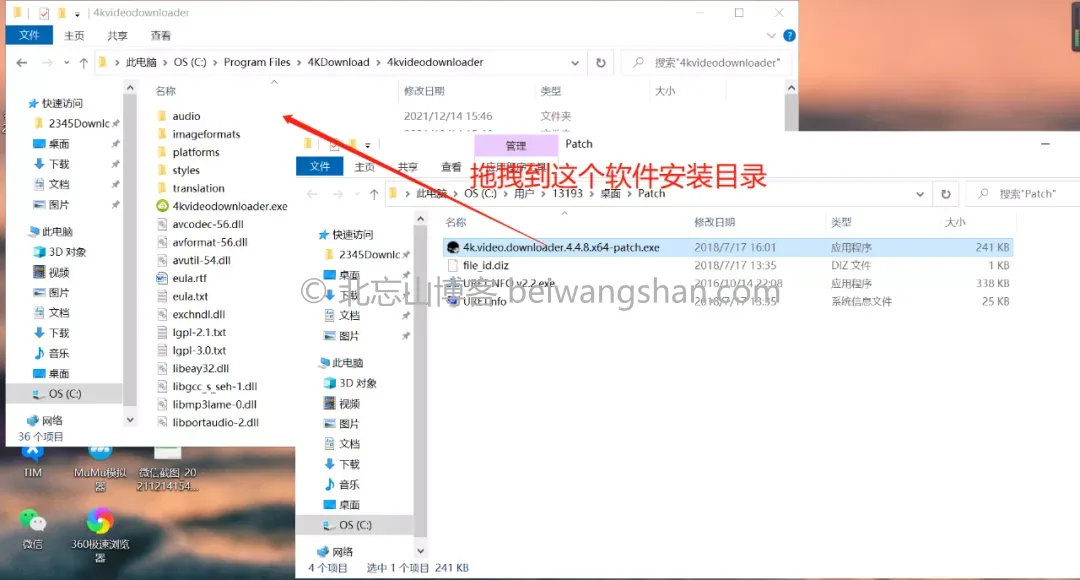 4kvideodownloader
文件 主页 共享 查看
此电脑 OS (C:) Program Files 4KDownload 4kvideodownloader 搜索"4kvideodownloader"
名称 修改日期 类型 大小
快速访问
2345Downlc
桌面
下载
文档
图片
此电脑
3D 对象
视频
图片
文档
下载
音乐
桌面
OS (C:)
网络
36 个项目
audio 2021/12/14 15:46 文件夹
imageformats
platforms
styles
translation
4kvideodownloader.exe
avcodec-56.dll
avformat-56.dll
avutil-54.dll
eula.rtf
eula.txt
exchndl.dll
lgpl-2.1.txt
lgpl-3.0.txt
libeay32.dll
libgcc_s_seh-1.dll
libmp3lame-0.dll
libportaudio-2.dll
管理 Patch
文件 主页 共享 查看
拖拽到这个软件安装目录
此电脑 OS (C:) 用户 13193 桌面 Patch 搜索"Patch"
名称 修改日期 类型 大小
快速访问
2345Downlc
桌面
下载
文档
图片
此电脑
3D 对象
视频
图片
文档
下载
音乐
桌面
OS (C:)
网络
4k.video.downloader.4.4.8.x64-patch.exe 2018/7/17 16:01 应用程序 241 KB
file_id.diz 2018/7/17 13:35 DIZ 文件 1 KB
URET NFO v2.2.exe 2016/10/14 22:08 应用程序 338 KB
URET.nfo 2018/7/17 13:35 系统信息文件 25 KB
© 北忘山博客 beiwangshan.com
4 个项目 选中 1 个项目 241 KB
TIM
MuMu模拟器
微信截图_20211214154...
微信
360极速浏览器